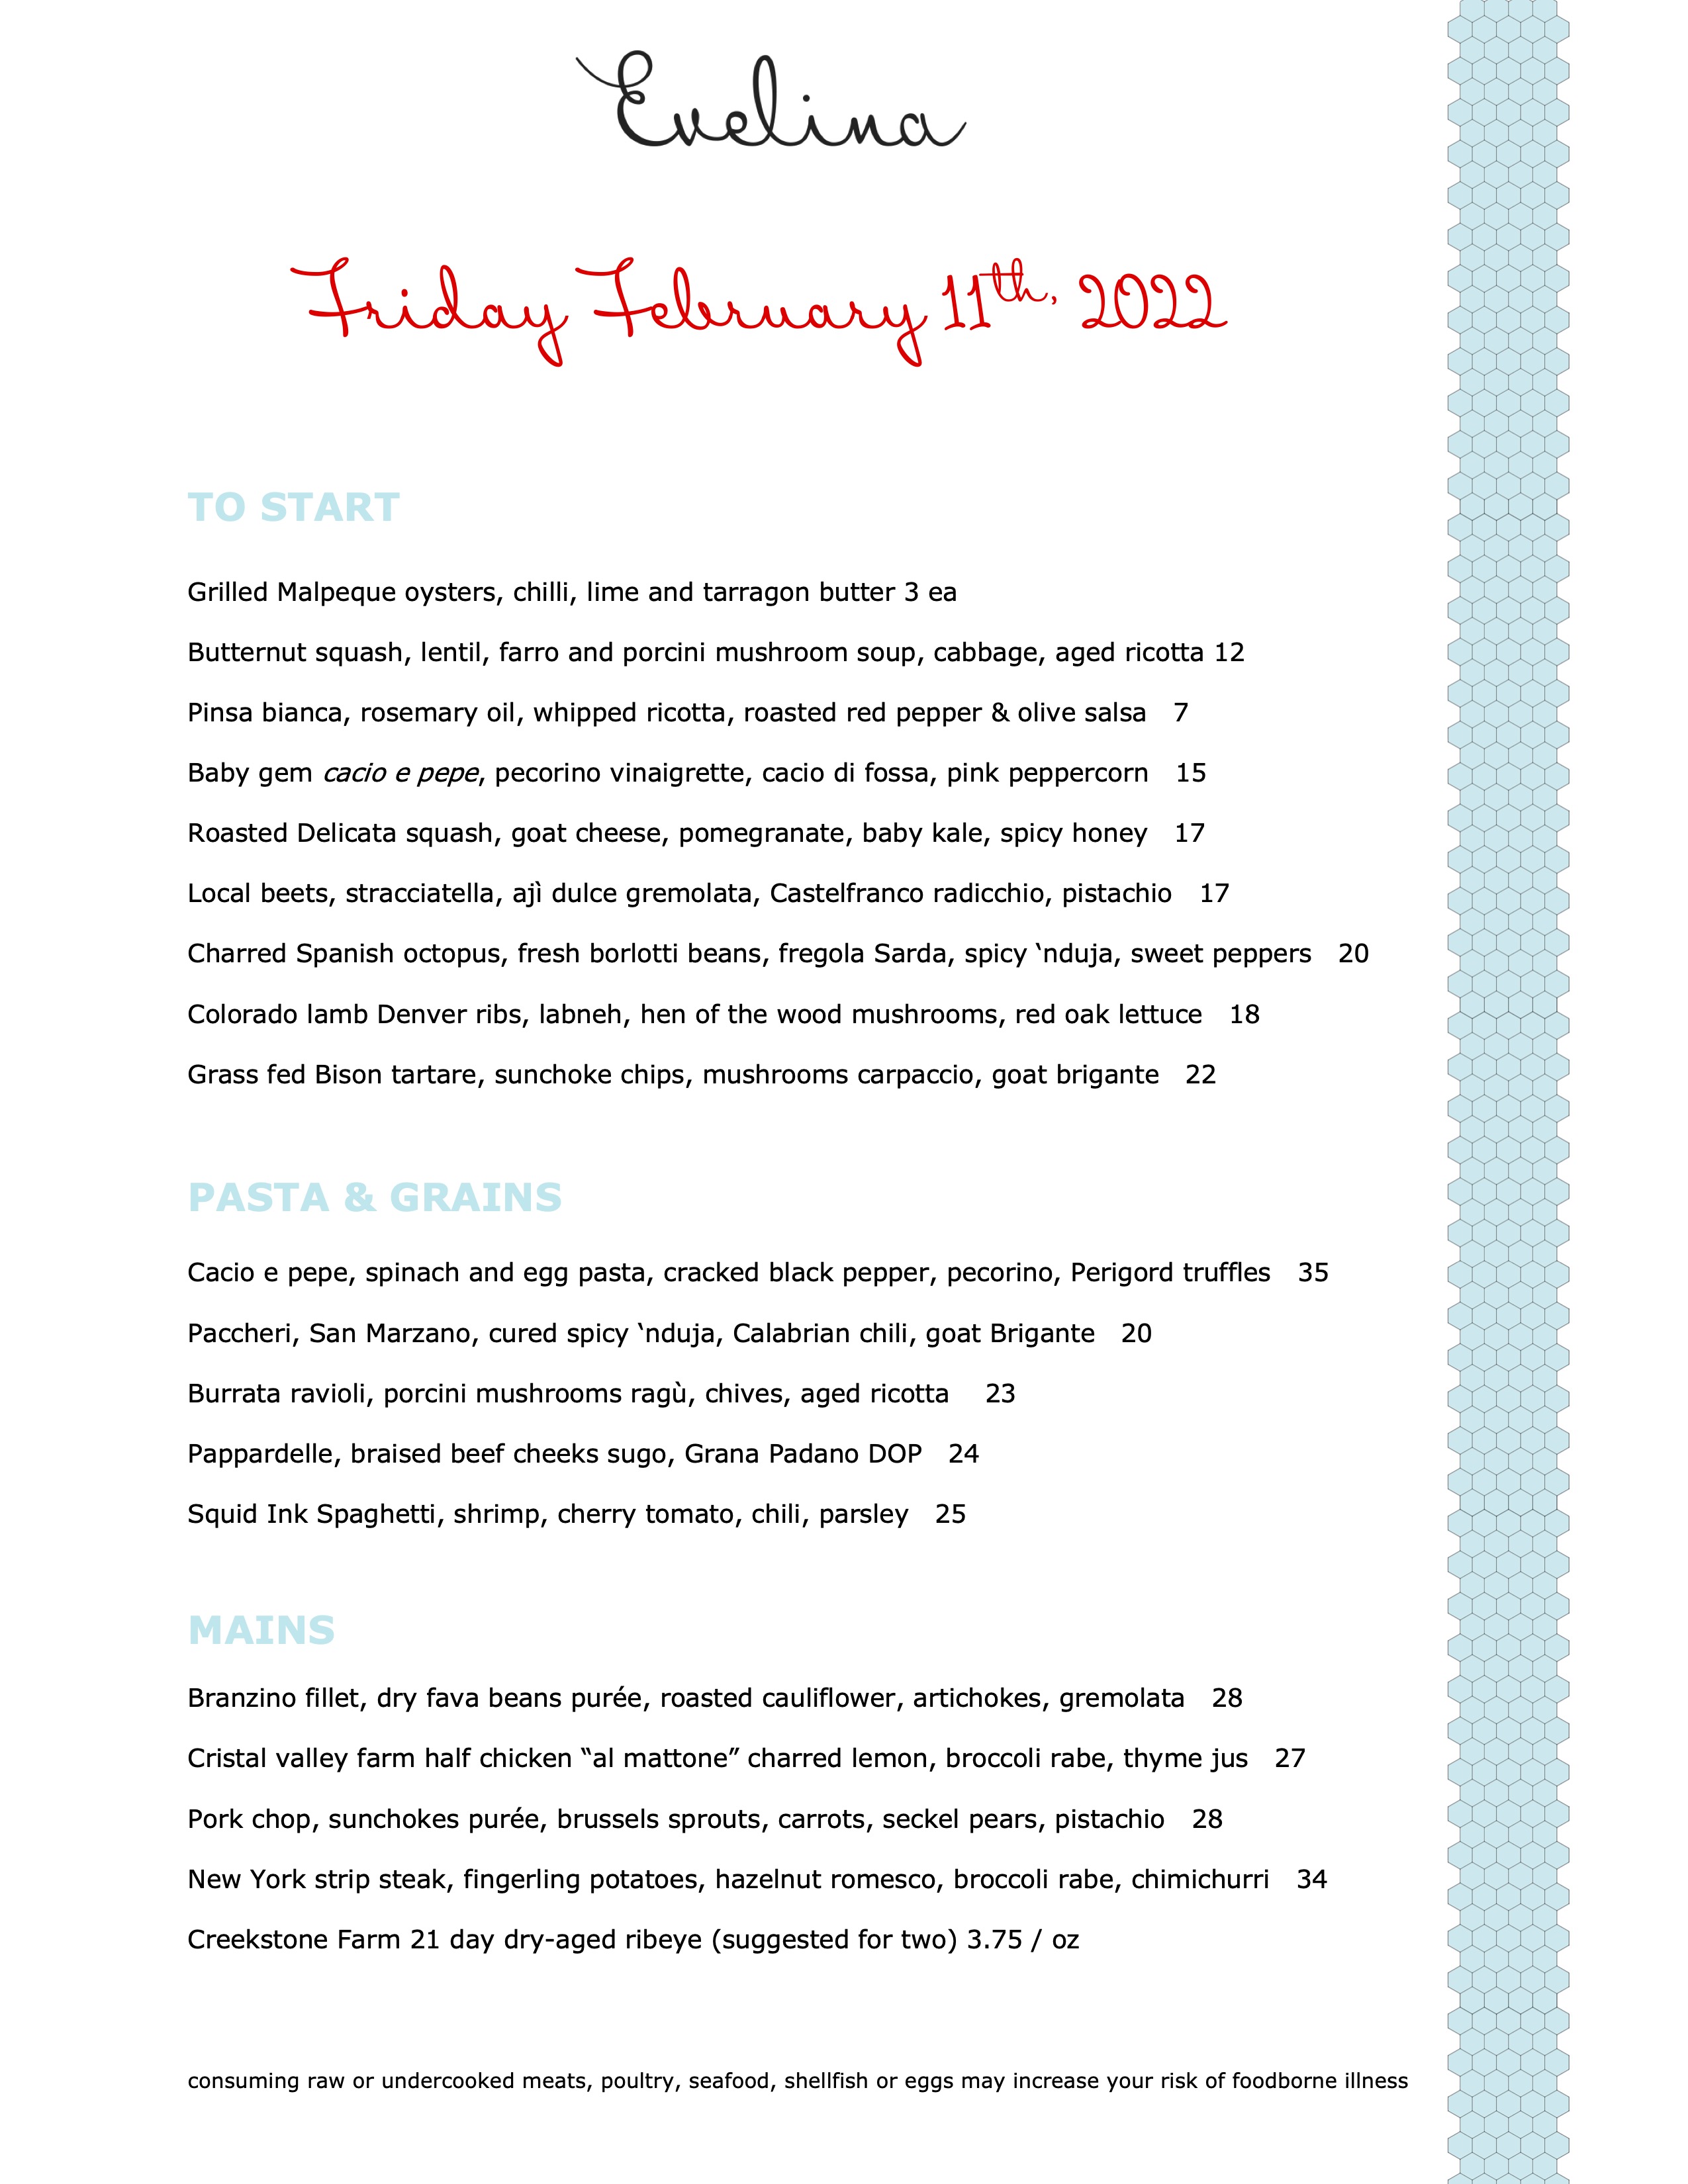 Evelina
Friday February 11th, 2022
TO START
Grilled Malpeque oysters, chilli, lime and tarragon butter 3 ea
Butternut squash, lentil, farro and porcini mushroom soup, cabbage, aged ricotta 12
Pinsa bianca, rosemary oil, whipped ricotta, roasted red pepper & olive salsa 7
Baby gem cacio e pepe, pecorino vinaigrette, cacio di fossa, pink peppercorn 15
Roasted Delicata squash, goat cheese, pomegranate, baby kale, spicy honey 17
Local beets, stracciatella, ajì dulce gremolata, Castelfranco radicchio, pistachio 17
Charred Spanish octopus, fresh borlotti beans, fregola Sarda, spicy ‘nduja, sweet peppers 20
Colorado lamb Denver ribs, labneh, hen of the wood mushrooms, red oak lettuce 18
Grass fed Bison tartare, sunchoke chips, mushrooms carpaccio, goat brigante 22
PASTA & GRAINS
Cacio e pepe, spinach and egg pasta, cracked black pepper, pecorino, Perigord truffles 35
Paccheri, San Marzano, cured spicy ‘nduja, Calabrian chili, goat Brigante 20
Burrata ravioli, porcini mushrooms ragù, chives, aged ricotta 23
Pappardelle, braised beef cheeks sugo, Grana Padano DOP 24
Squid Ink Spaghetti, shrimp, cherry tomato, chili, parsley 25
MAINS
Branzino fillet, dry fava beans purée, roasted cauliflower, artichokes, gremolata 28
Cristal valley farm half chicken “al mattone” charred lemon, broccoli rabe, thyme jus 27
Pork chop, sunchokes purée, brussels sprouts, carrots, seckel pears, pistachio 28
New York strip steak, fingerling potatoes, hazelnut romesco, broccoli rabe, chimichurri 34
Creekstone Farm 21 day dry-aged ribeye (suggested for two) 3.75 / oz
consuming raw or undercooked meats, poultry, seafood, shellfish or eggs may increase your risk of foodborne illness